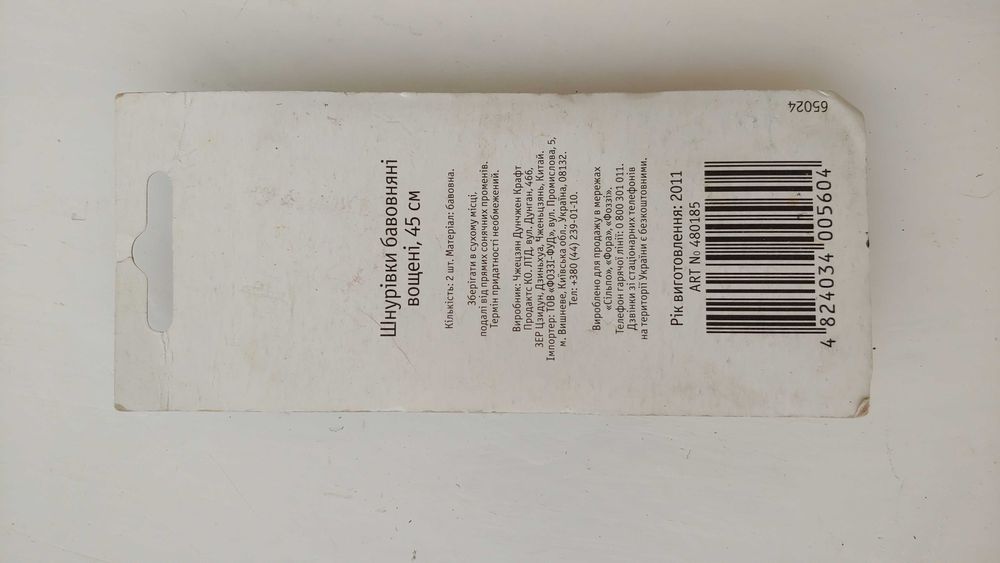 Шнурівки бавовняні
вощені, 45 см
Кількість: 2 шт. Матеріал: бавовна.
Зберігати в сухому місці,
подалі від прямих сонячних променів.
Термін придатності необмежений.
Виробник: Чжецзян Дунчжен Крафт
Продактс КО. ЛТД, вул. Дунган, 466,
ЗЕР Цзидун, Дзиньхуа, Чженьцзянь, Китай.
Імпортер: ТОВ «ФОЗЗІ-ФУД», вул. Промислова, 5,
м. Вишневе, Київська обл., Україна, 08132.
Тел: +380 (44) 239-01-10.
Вироблено для продажу в мережах
«Сільпо», «Фора», «Фоззі».
Телефон гарячої лінії: 0 800 301 011.
Дзвінки зі стаціонарних телефонів
на території України є безкоштовними.
Рік виготовлення: 2011
ART № 480185
4 824034 005604
65024